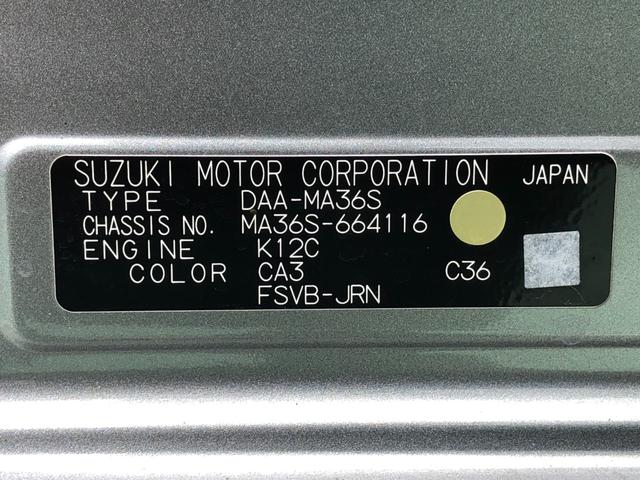 SUZUKI MOTOR CORPORATION JAPAN
TYPE DAA-MA36S
CHASSIS NO. MA36S-664116
ENGINE K12C
COLOR CA3 C36
FSVB-JRN